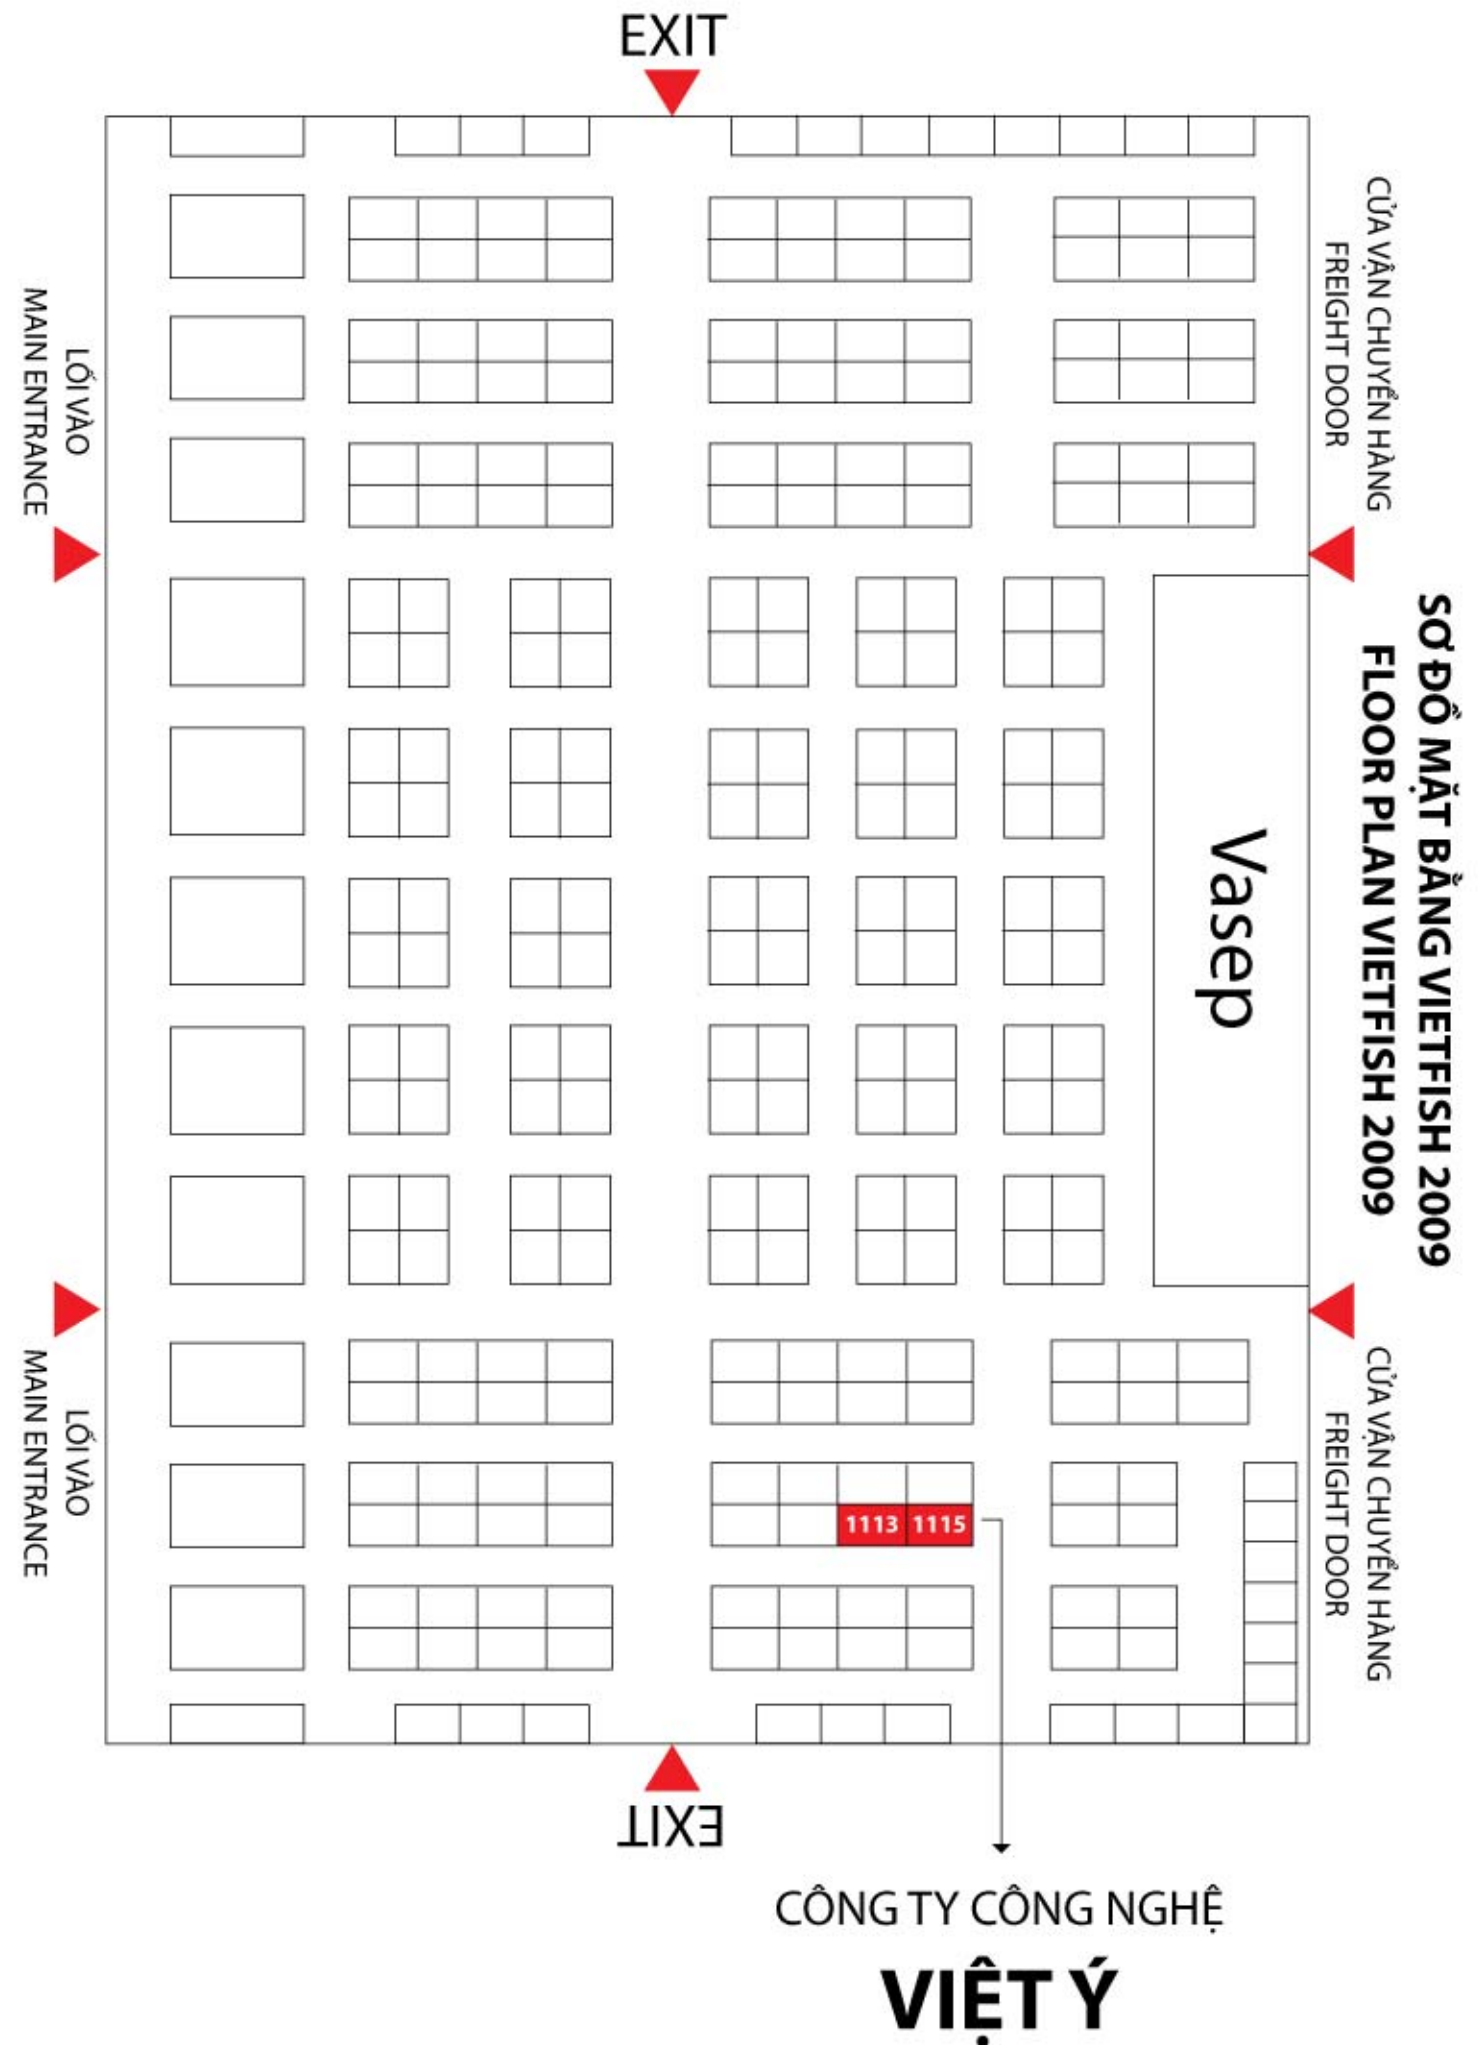 EXIT
CỬA VẬN CHUYỂN HÀNG
FREIGHT DOOR
LỐI VÀO
MAIN ENTRANCE
SƠ ĐỒ MẶT BẰNG VIETFISH 2009
FLOOR PLAN VIETFISH 2009
Vasep
CỬA VẬN CHUYỂN HÀNG
FREIGHT DOOR
LỐI VÀO
MAIN ENTRANCE
1113 1115
EXIT
CÔNG TY CÔNG NGHỆ
VIỆT Ý